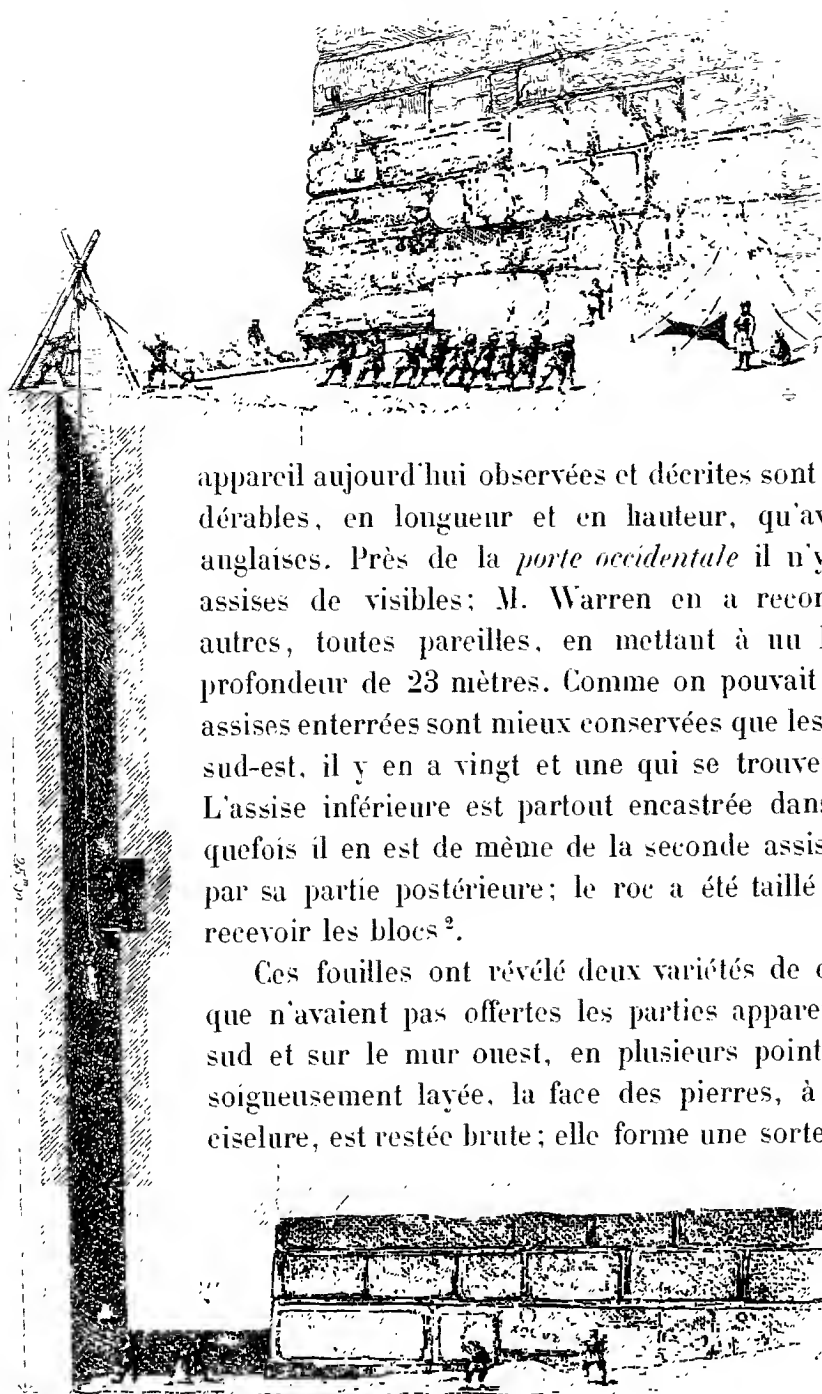 appareil aujourd'hui observées et décrites sont
dérables, en longueur et en hauteur, qu'av
anglaises. Près de la porte occidentale il n'y
assises de visibles; M. Warren en a recon
autres, toutes pareilles, en mettant à nu
profondeur de 23 mètres. Comme on pouvait
assises enterrées sont mieux conservées que les
sud-est, il y en a vingt et une qui se trouve
L'assise inférieure est partout encastrée dans
quefois il en est de même de la seconde assis
par sa partie postérieure; le roc a été taillé
recevoir les blocs ².
Ces fouilles ont révélé deux variétés de
que n'avaient pas offertes les parties appare
sud et sur le mur ouest, en plusieurs point
soigneusement layée, la face des pierres, à
ciselure, est restée brute; elle forme une sorte